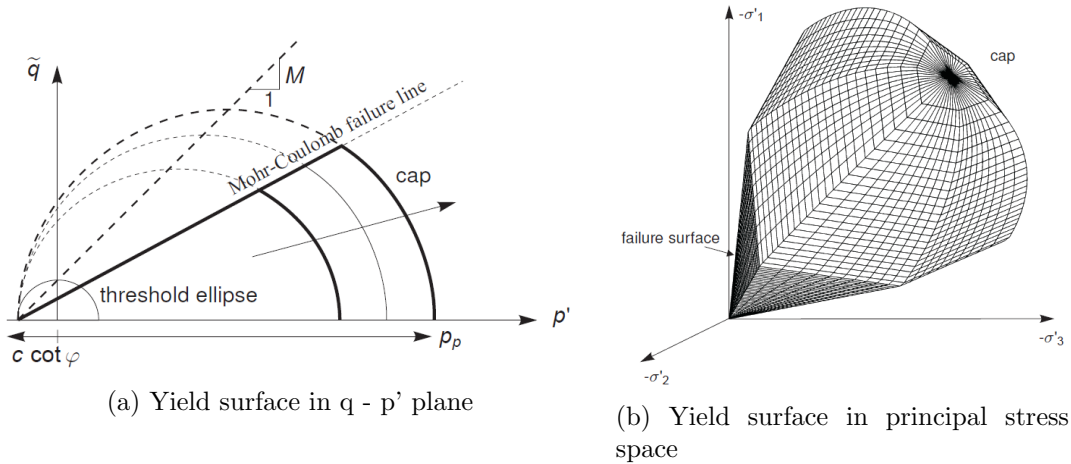 q̃
M
1
Mohr-Coulomb failure line
cap
threshold ellipse
p'
p_p
c cot φ
(a) Yield surface in q - p' plane
-σ'₁
cap
failure surface
-σ'₃
-σ'₂
(b) Yield surface in principal stress
space